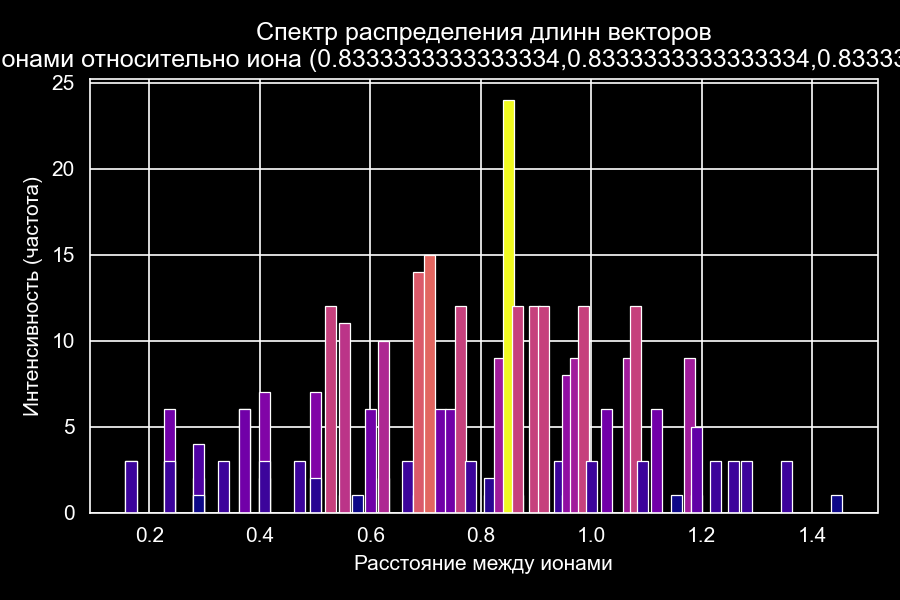 Спектр распределения длинн векторов
онами относительно иона (0.8333333333333334,0.8333333333333334,0.83333
25
20
15
10
5
0
Интенсивность (частота)
0.2 0.4 0.6 0.8 1.0 1.2 1.4
Расстояние между ионами